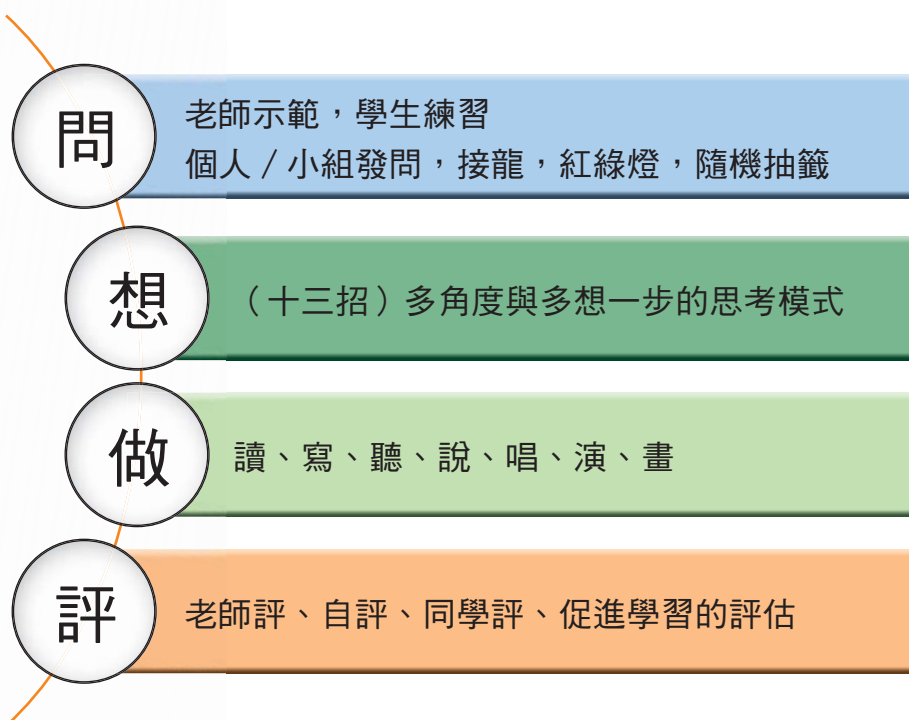 問
老師示範，學生練習
個人／小組發問，接龍，紅綠燈，隨機抽籤
想
（十三招）多角度與多想一步的思考模式
做
讀、寫、聽、說、唱、演、畫
評
老師評、自評、同學評、促進學習的評估